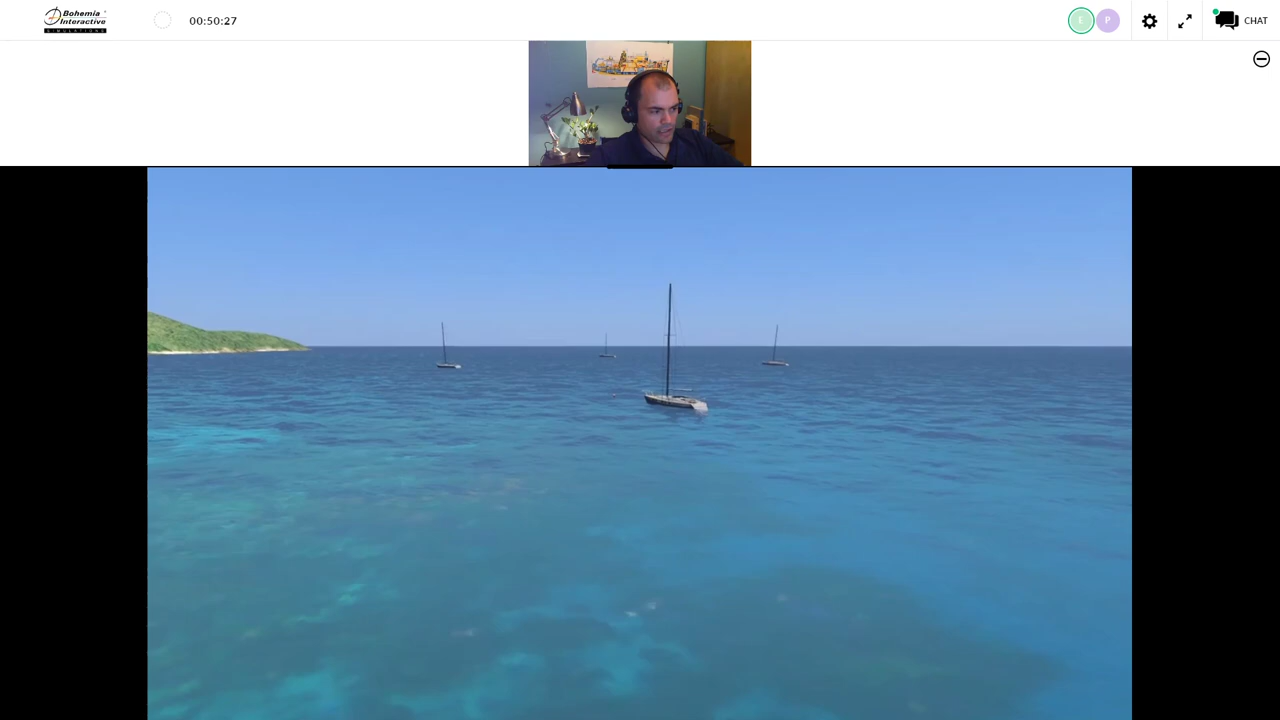 Bohemia
Interactive
SIMULATIONS
00:50:27
E
P
CHAT